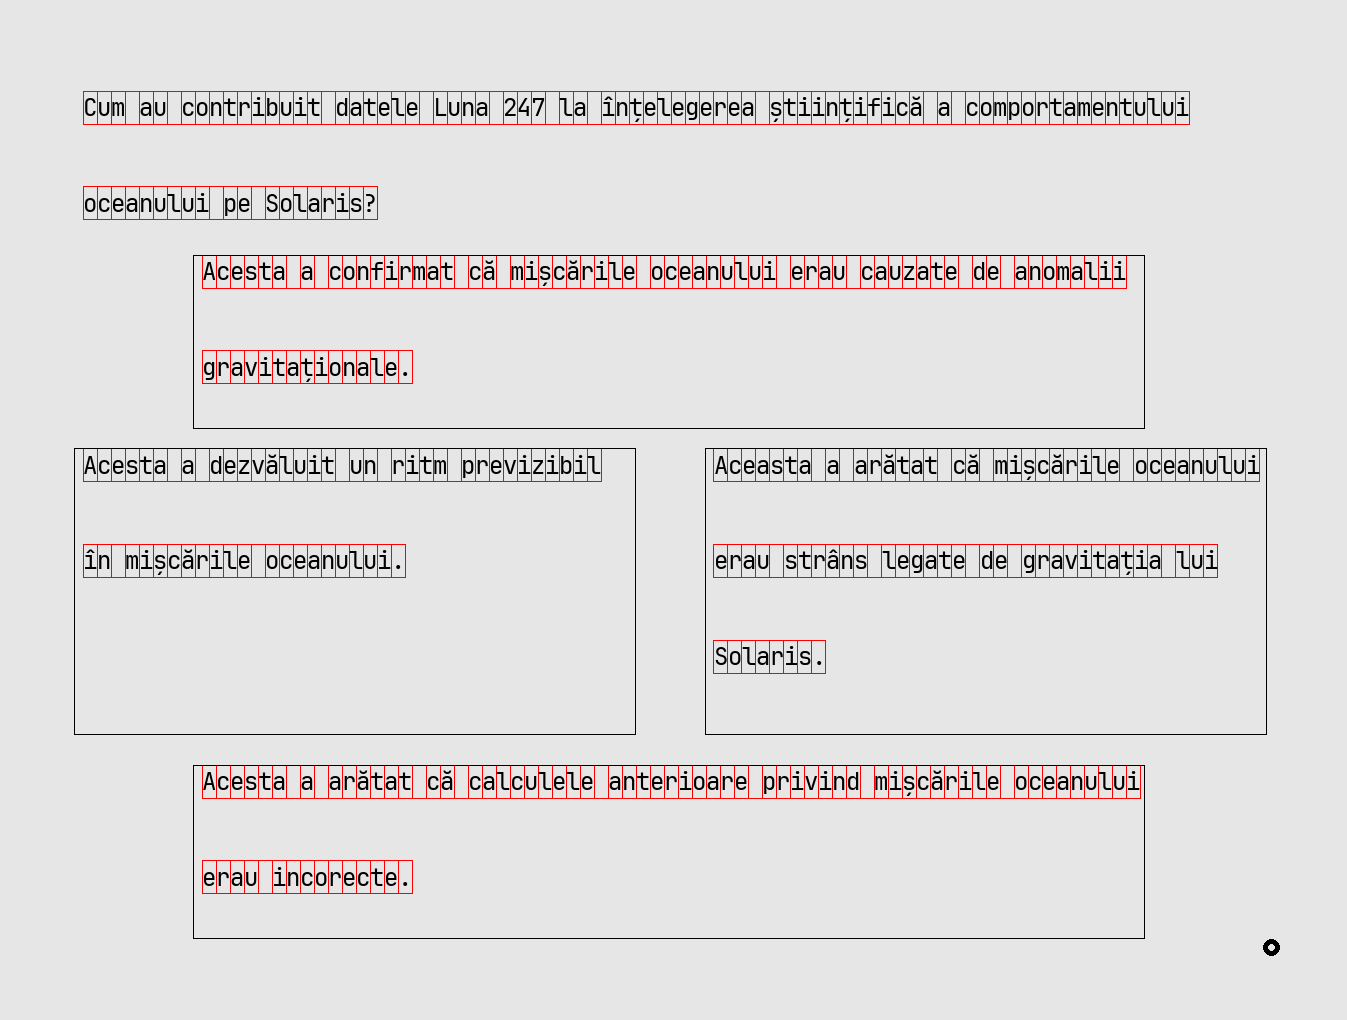 Cum au contribuit datele Luna 247 la înțelegerea științifică a comportamentului
oceanului pe Solaris?
Acesta a confirmat că mișcările oceanului erau cauzate de anomalii
gravitaționale.
Acesta a dezvăluit un ritm previzibil
în mișcările oceanului.
Aceasta a arătat că mișcările oceanului
erau strâns legate de gravitația lui
Solaris.
Acesta a arătat că calculele anterioare privind mișcările oceanului
erau incorecte.